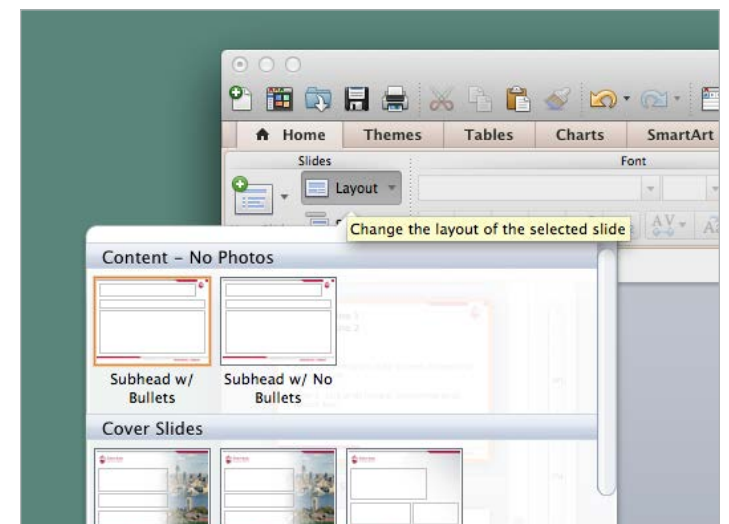 Home Themes Tables Charts SmartArt
Slides Font
Layout
Change the layout of the selected slide
Content – No Photos
Subhead w/ Bullets
Subhead w/ No Bullets
Cover Slides